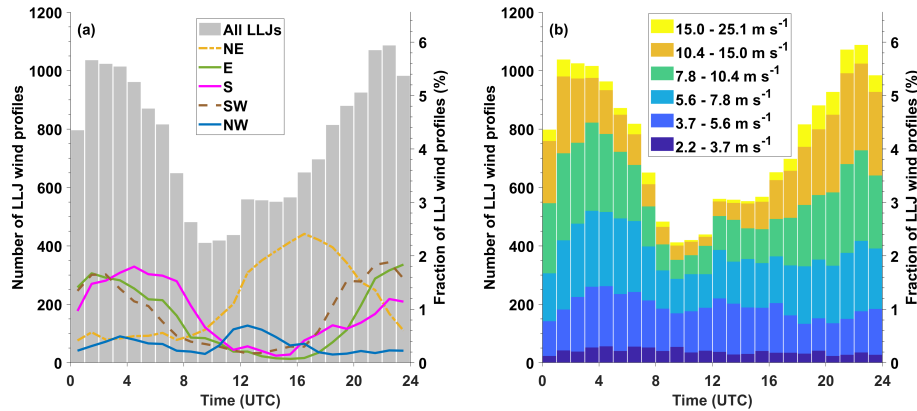 (a)
All LLJs
NE
E
S
SW
NW
Number of LLJ wind profiles
0
200
400
600
800
1000
1200
Fraction of LLJ wind profiles (%)
0
1
2
3
4
5
6
0 4 8 12 16 20 24
Time (UTC)
(b)
15.0 - 25.1 m s⁻¹
10.4 - 15.0 m s⁻¹
7.8 - 10.4 m s⁻¹
5.6 - 7.8 m s⁻¹
3.7 - 5.6 m s⁻¹
2.2 - 3.7 m s⁻¹
Number of LLJ wind profiles
0
200
400
600
800
1000
1200
Fraction of LLJ wind profiles (%)
0
1
2
3
4
5
6
0 4 8 12 16 20 24
Time (UTC)